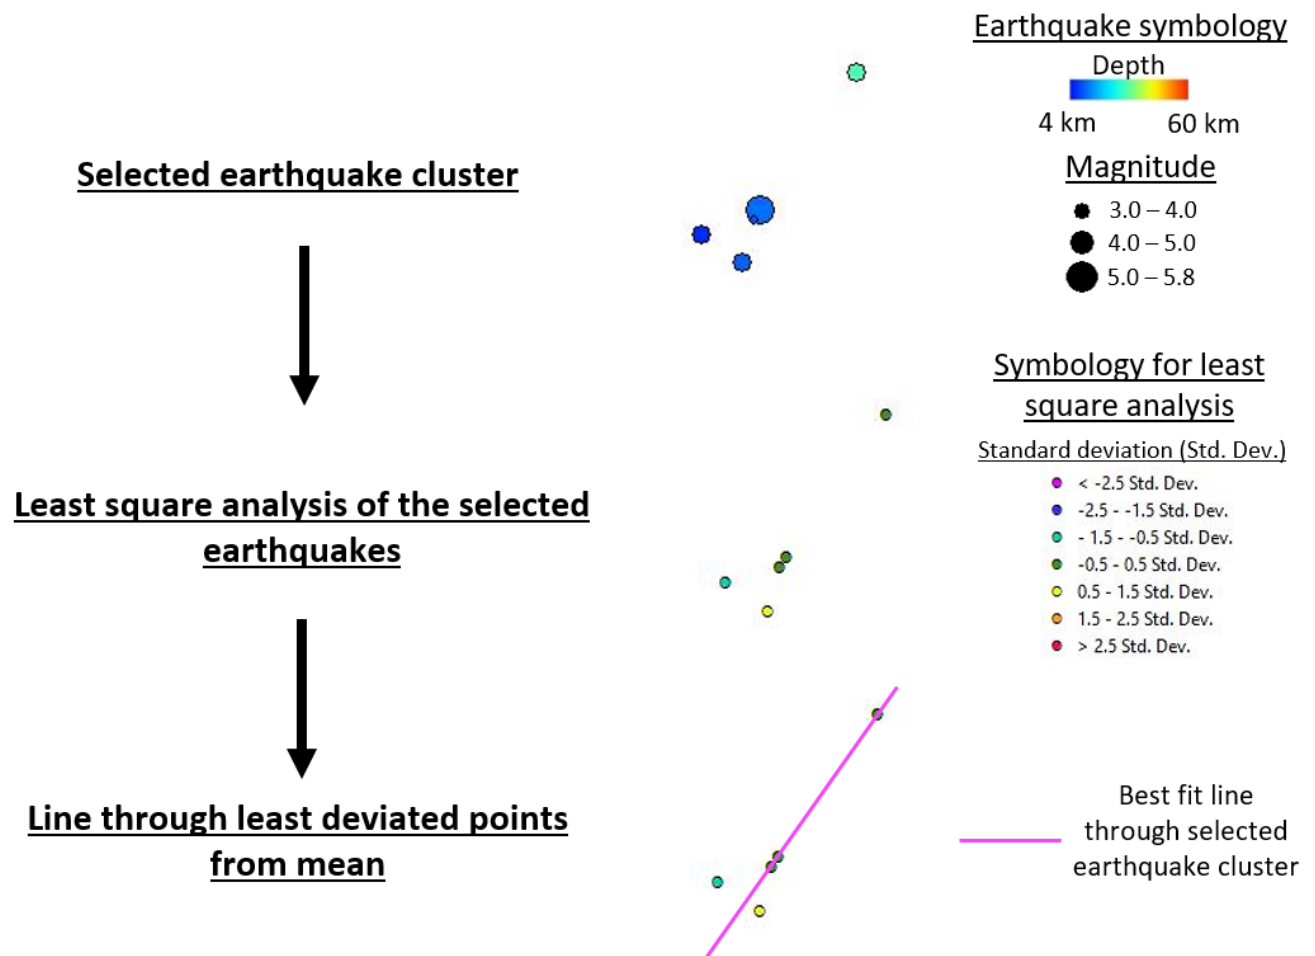 Selected earthquake cluster
Least square analysis of the selected
earthquakes
Line through least deviated points
from mean
Earthquake symbology
Depth
4 km 60 km
Magnitude
3.0 – 4.0
4.0 – 5.0
5.0 – 5.8
Symbology for least
square analysis
Standard deviation (Std. Dev.)
< -2.5 Std. Dev.
-2.5 - -1.5 Std. Dev.
- 1.5 - -0.5 Std. Dev.
-0.5 - 0.5 Std. Dev.
0.5 - 1.5 Std. Dev.
1.5 - 2.5 Std. Dev.
> 2.5 Std. Dev.
Best fit line
through selected
earthquake cluster